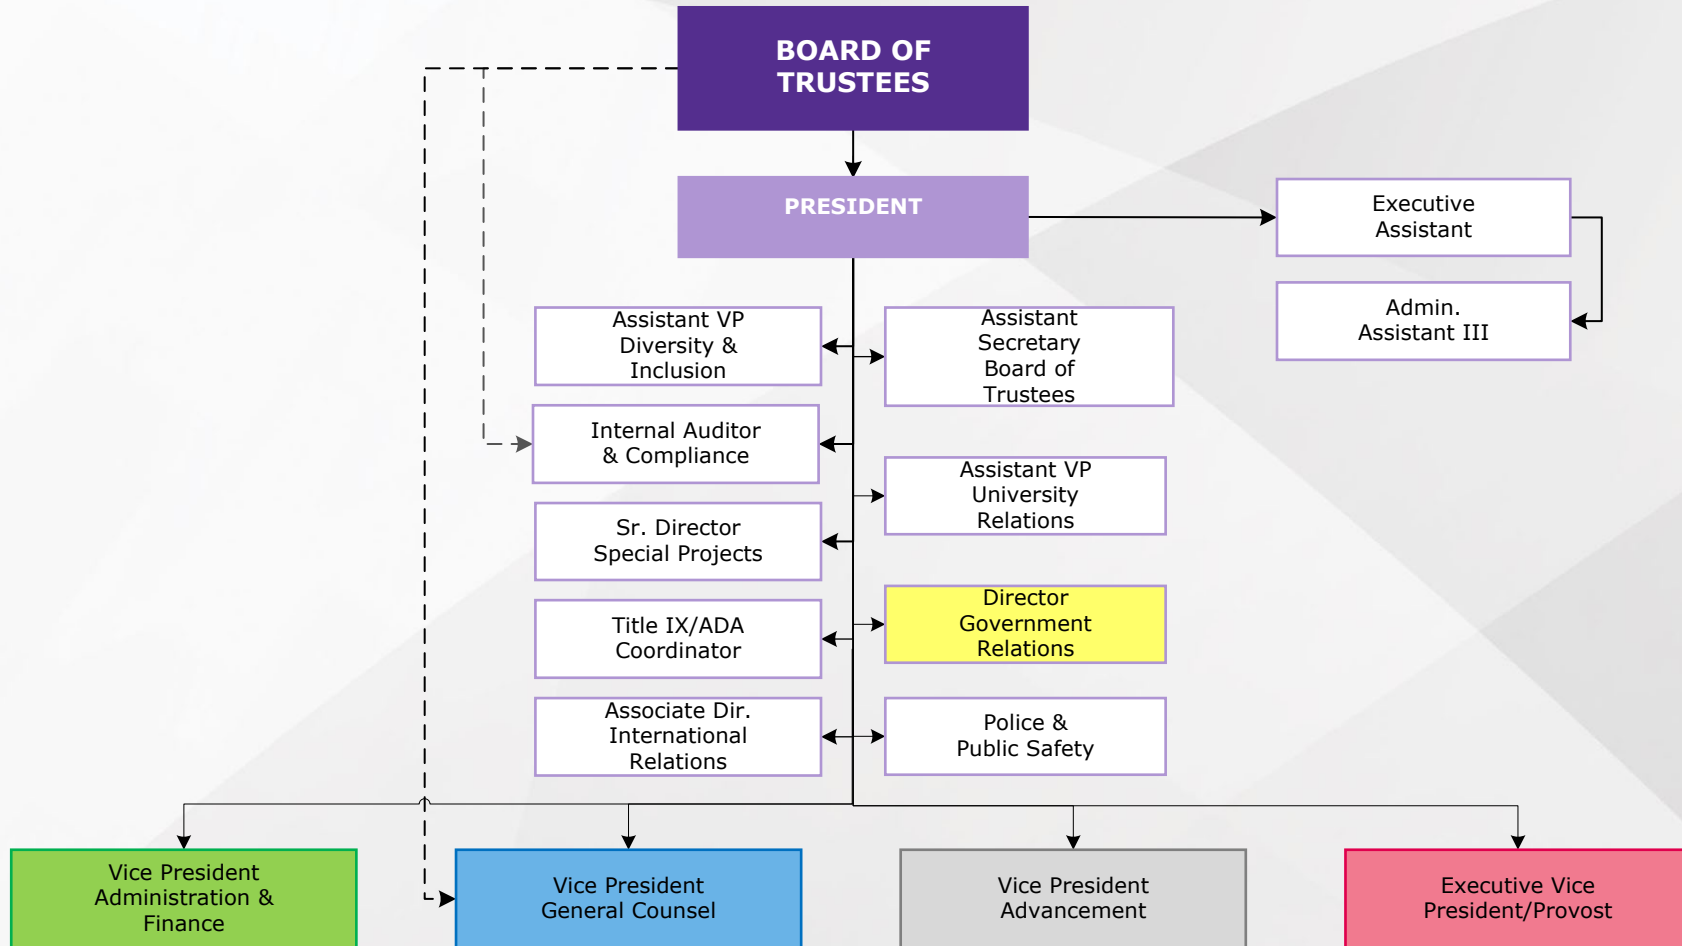 BOARD OF
TRUSTEES
PRESIDENT
Executive
Assistant
Admin.
Assistant III
Assistant VP
Diversity &
Inclusion
Assistant
Secretary
Board of
Trustees
Internal Auditor
& Compliance
Assistant VP
University
Relations
Sr. Director
Special Projects
Director
Government
Relations
Title IX/ADA
Coordinator
Associate Dir.
International
Relations
Police &
Public Safety
Vice President
Administration &
Finance
Vice President
General Counsel
Vice President
Advancement
Executive Vice
President/Provost